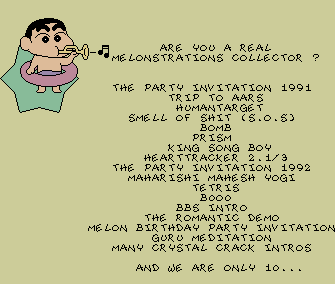 ARE YOU A REAL
MELONSTRATIONS COLLECTOR ?
THE PARTY INVITATION 1991
TRIP TO AARS
HUMANTARGET
SMELL OF SHIT (S.O.S)
BOMB
PRISM
KING SONG BOY
HEARTTRACKER 2.1/3
THE PARTY INVITATION 1992
MAHARISHI MAHESH YOGI
TETRIS
BOOO
BBS INTRO
THE ROMANTIC DEMO
MELON BIRTHDAY PARTY INVITATION
GURU MEDITATION
MANY CRYSTAL CRACK INTROS
AND WE ARE ONLY 10...